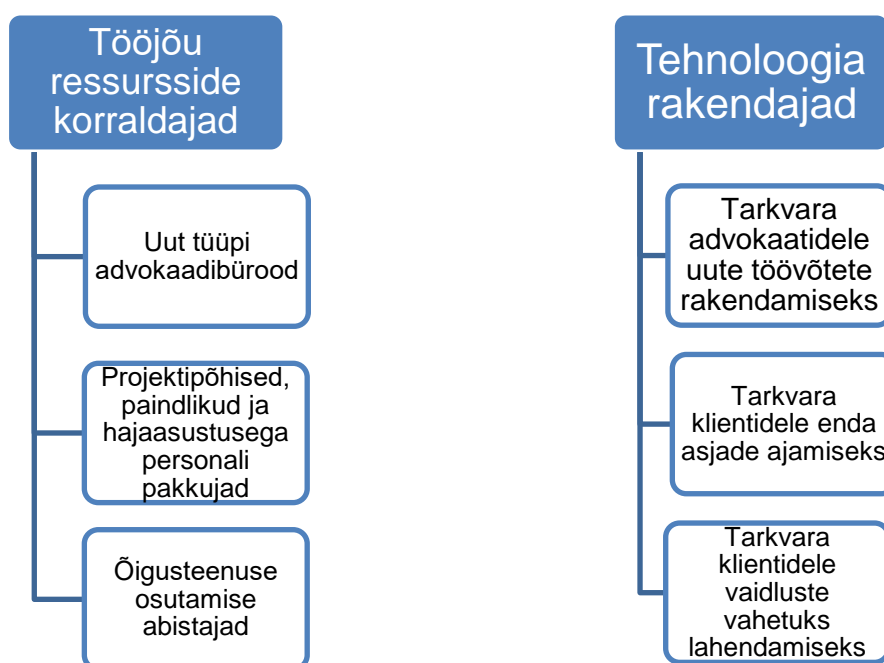 Tööjõu
ressursside
korraldajad
Uut tüüpi
advokaadibürood
Projektipõhised,
paindlikud ja
hajaasustusega
personali
pakkujad
Õigusteenuse
osutamise
abistajad
Tehnoloogia
rakendajad
Tarkvara
advokaatidele
uute töövõtete
rakendamiseks
Tarkvara
klientidele enda
asjade ajamiseks
Tarkvara
klientidele
vaidluste
vahetuks
lahendamiseks